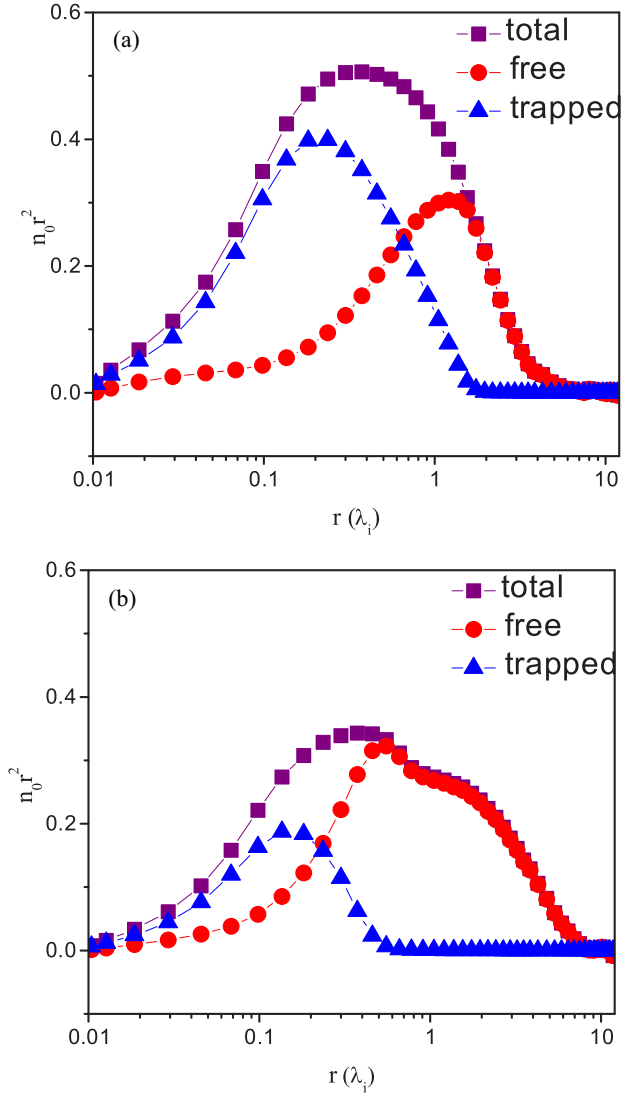 (a)
total
free
trapped
0.6
0.4
0.2
0.0
n₀r²
0.01
0.1
1
10
r (λᵢ)
(b)
total
free
trapped
0.6
0.4
0.2
0.0
n₀r²
0.01
0.1
1
10
r (λᵢ)